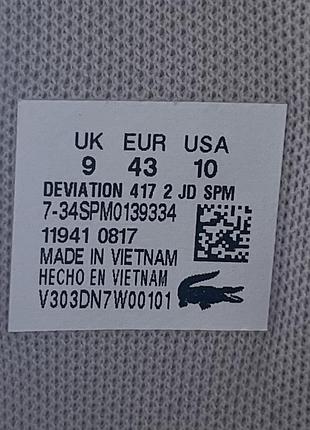 UK EUR USA
9 43 10
DEVIATION 417 2 JD SPM
7-34SPM0139334
11941 0817
MADE IN VIETNAM
HECHO EN VIETNAM
V303DN7W00101